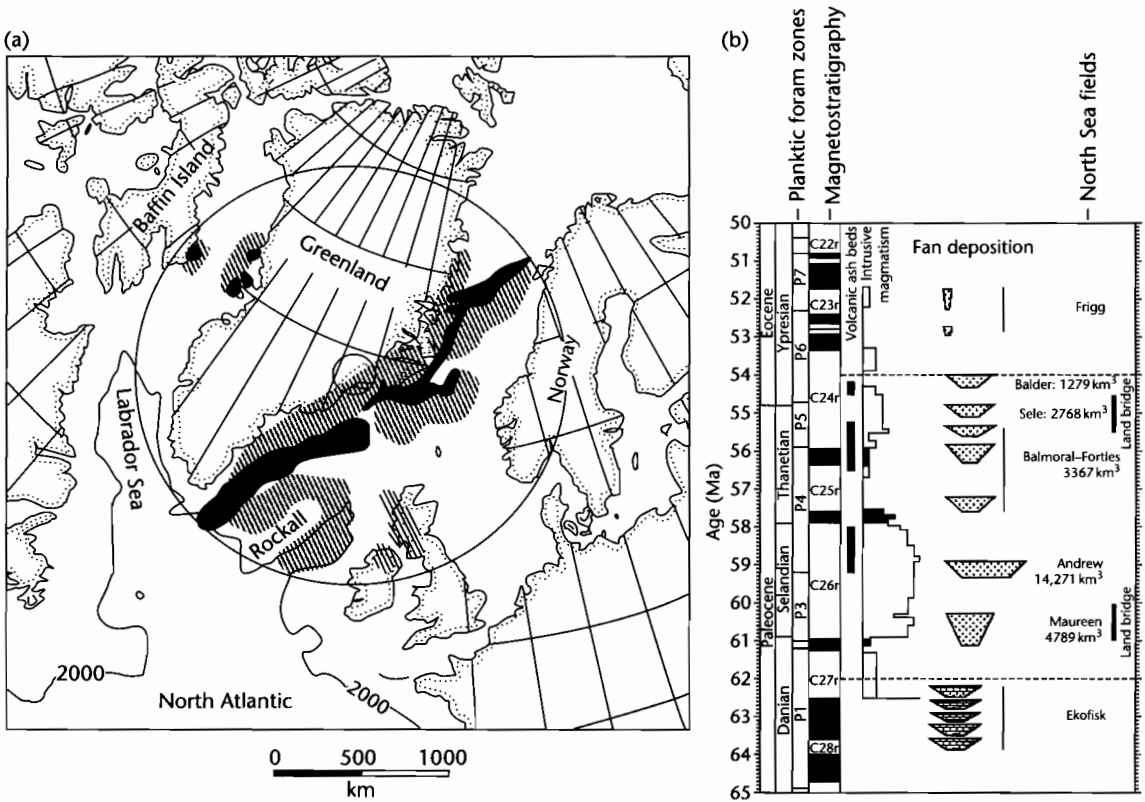 (a)
Baffin Island
Greenland
Norway
Labrador
Sea
Rockall
2000
2000
North Atlantic
0 500 1000
km
(b)
Planktic foram zones
Magnetostratigraphy
North Sea fields
Age (Ma)
50
51
52
53
54
55
56
57
58
59
60
61
62
63
64
65
Eocene
Paleocene
Ypresian
Thanetian
Selandian
Danian
P7
P6
P5
P4
P3
P1
C22r
C23r
C24r
C25r
C26r
C27r
C28r
Volcanic ash beds
Intrusive
magmatism
Fan deposition
Frigg
Balder: 1279 km³
Sele: 2768 km³
Land bridge
Balmoral–Forties
3367 km³
Andrew
14,271 km³
Maureen
4789 km³
Land bridge
Ekofisk